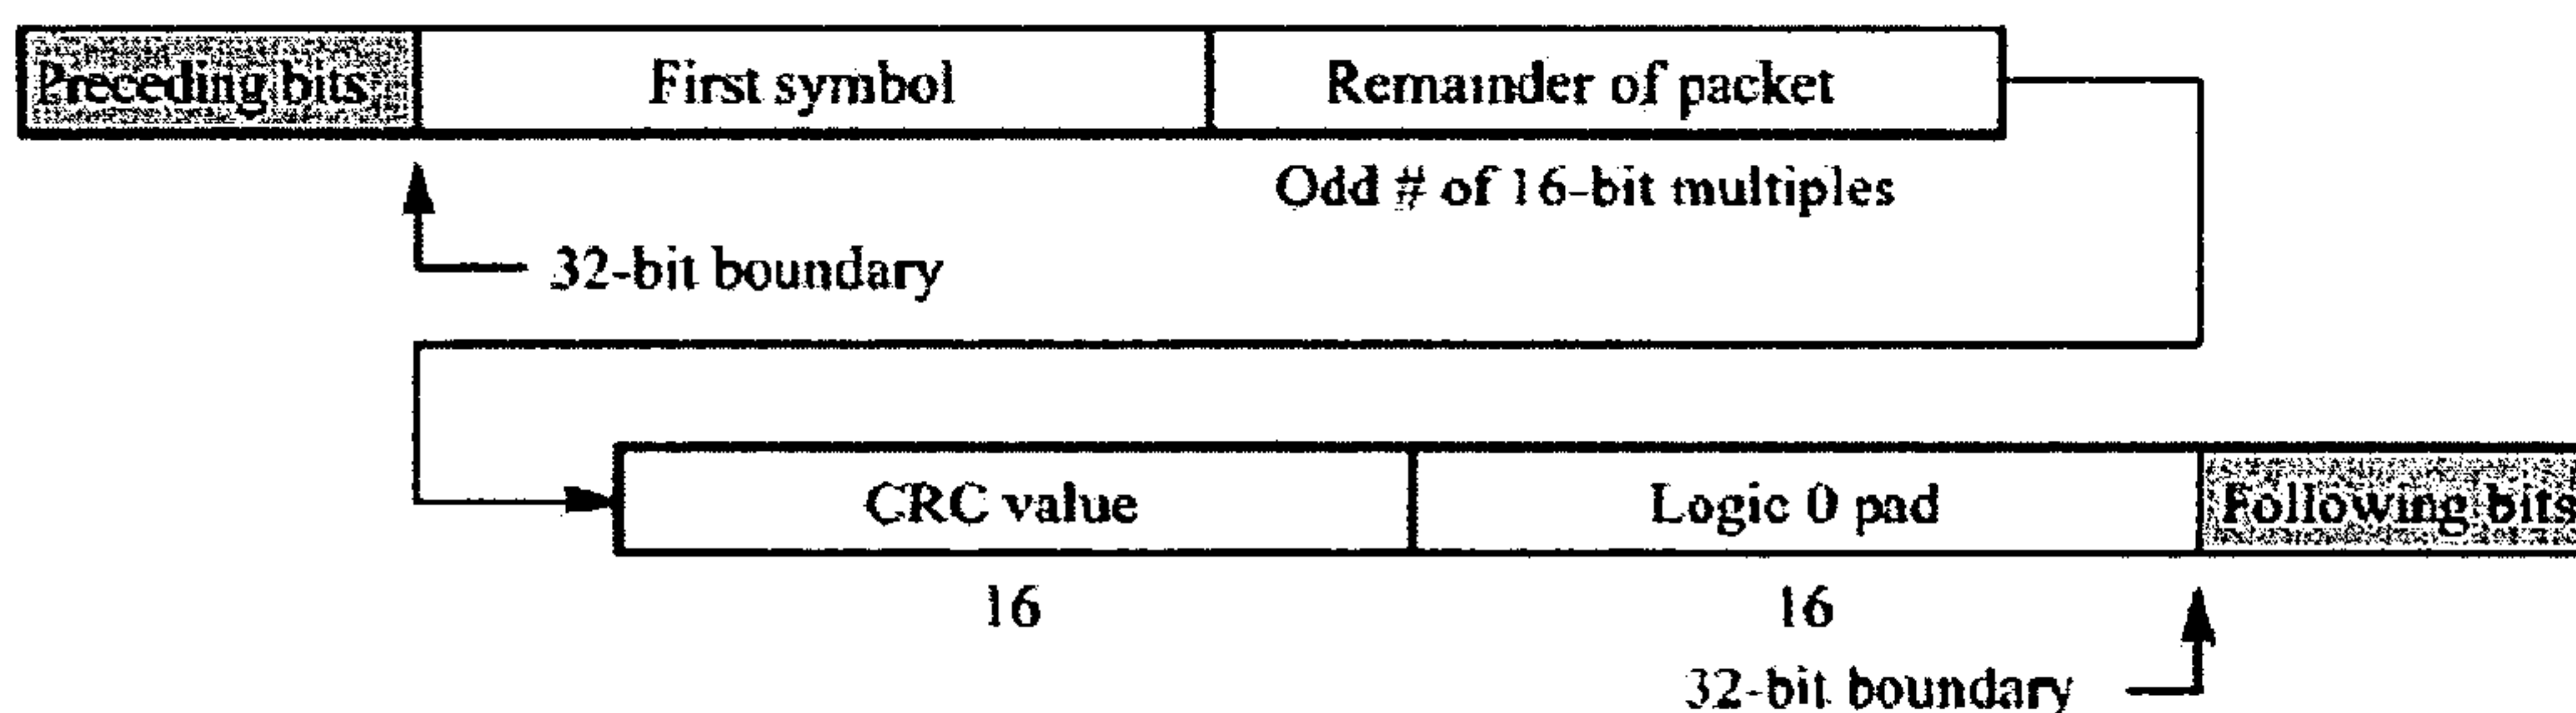 Preceding bits First symbol Remainder of packet
Odd # of 16-bit multiples
32-bit boundary
CRC value Logic 0 pad Following bits
16 16
32-bit boundary